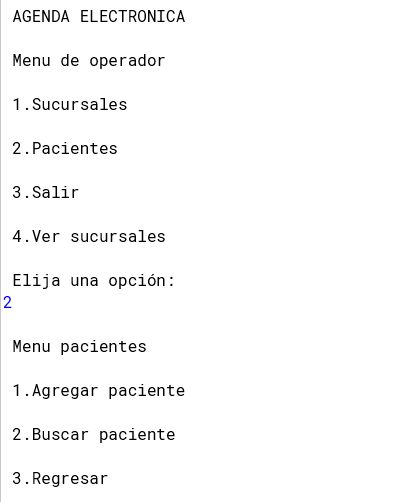 AGENDA ELECTRONICA
Menu de operador
1.Sucursales
2.Pacientes
3.Salir
4.Ver sucursales
Elija una opción:
2
Menu pacientes
1.Agregar paciente
2.Buscar paciente
3.Regresar